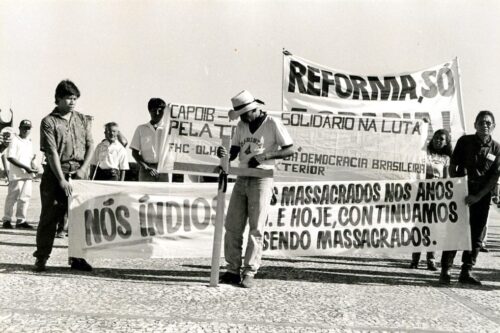 REFORMA, SÓ
CAPOIB SOLIDÁRIO NA LUTA
PELA
FHC DA DEMOCRACIA BRASILEIRA
NÓS ÍNDIOS MASSACRADOS NOS ANOS
E HOJE, CONTINUAMOS
SENDO MASSACRADOS.